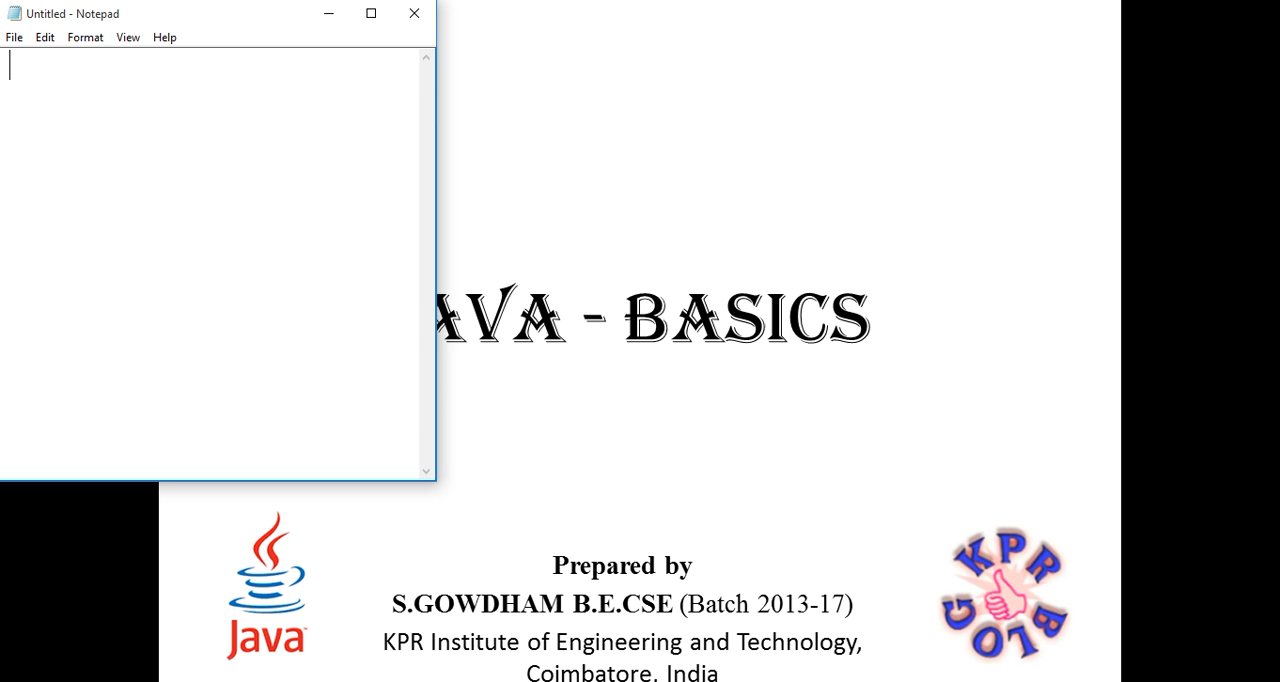 Untitled - Notepad
File Edit Format View Help
AVA - BASICS
Prepared by
S.GOWDHAM B.E.CSE (Batch 2013-17)
KPR Institute of Engineering and Technology,
Coimbatore, India
Java
KPR BLOG